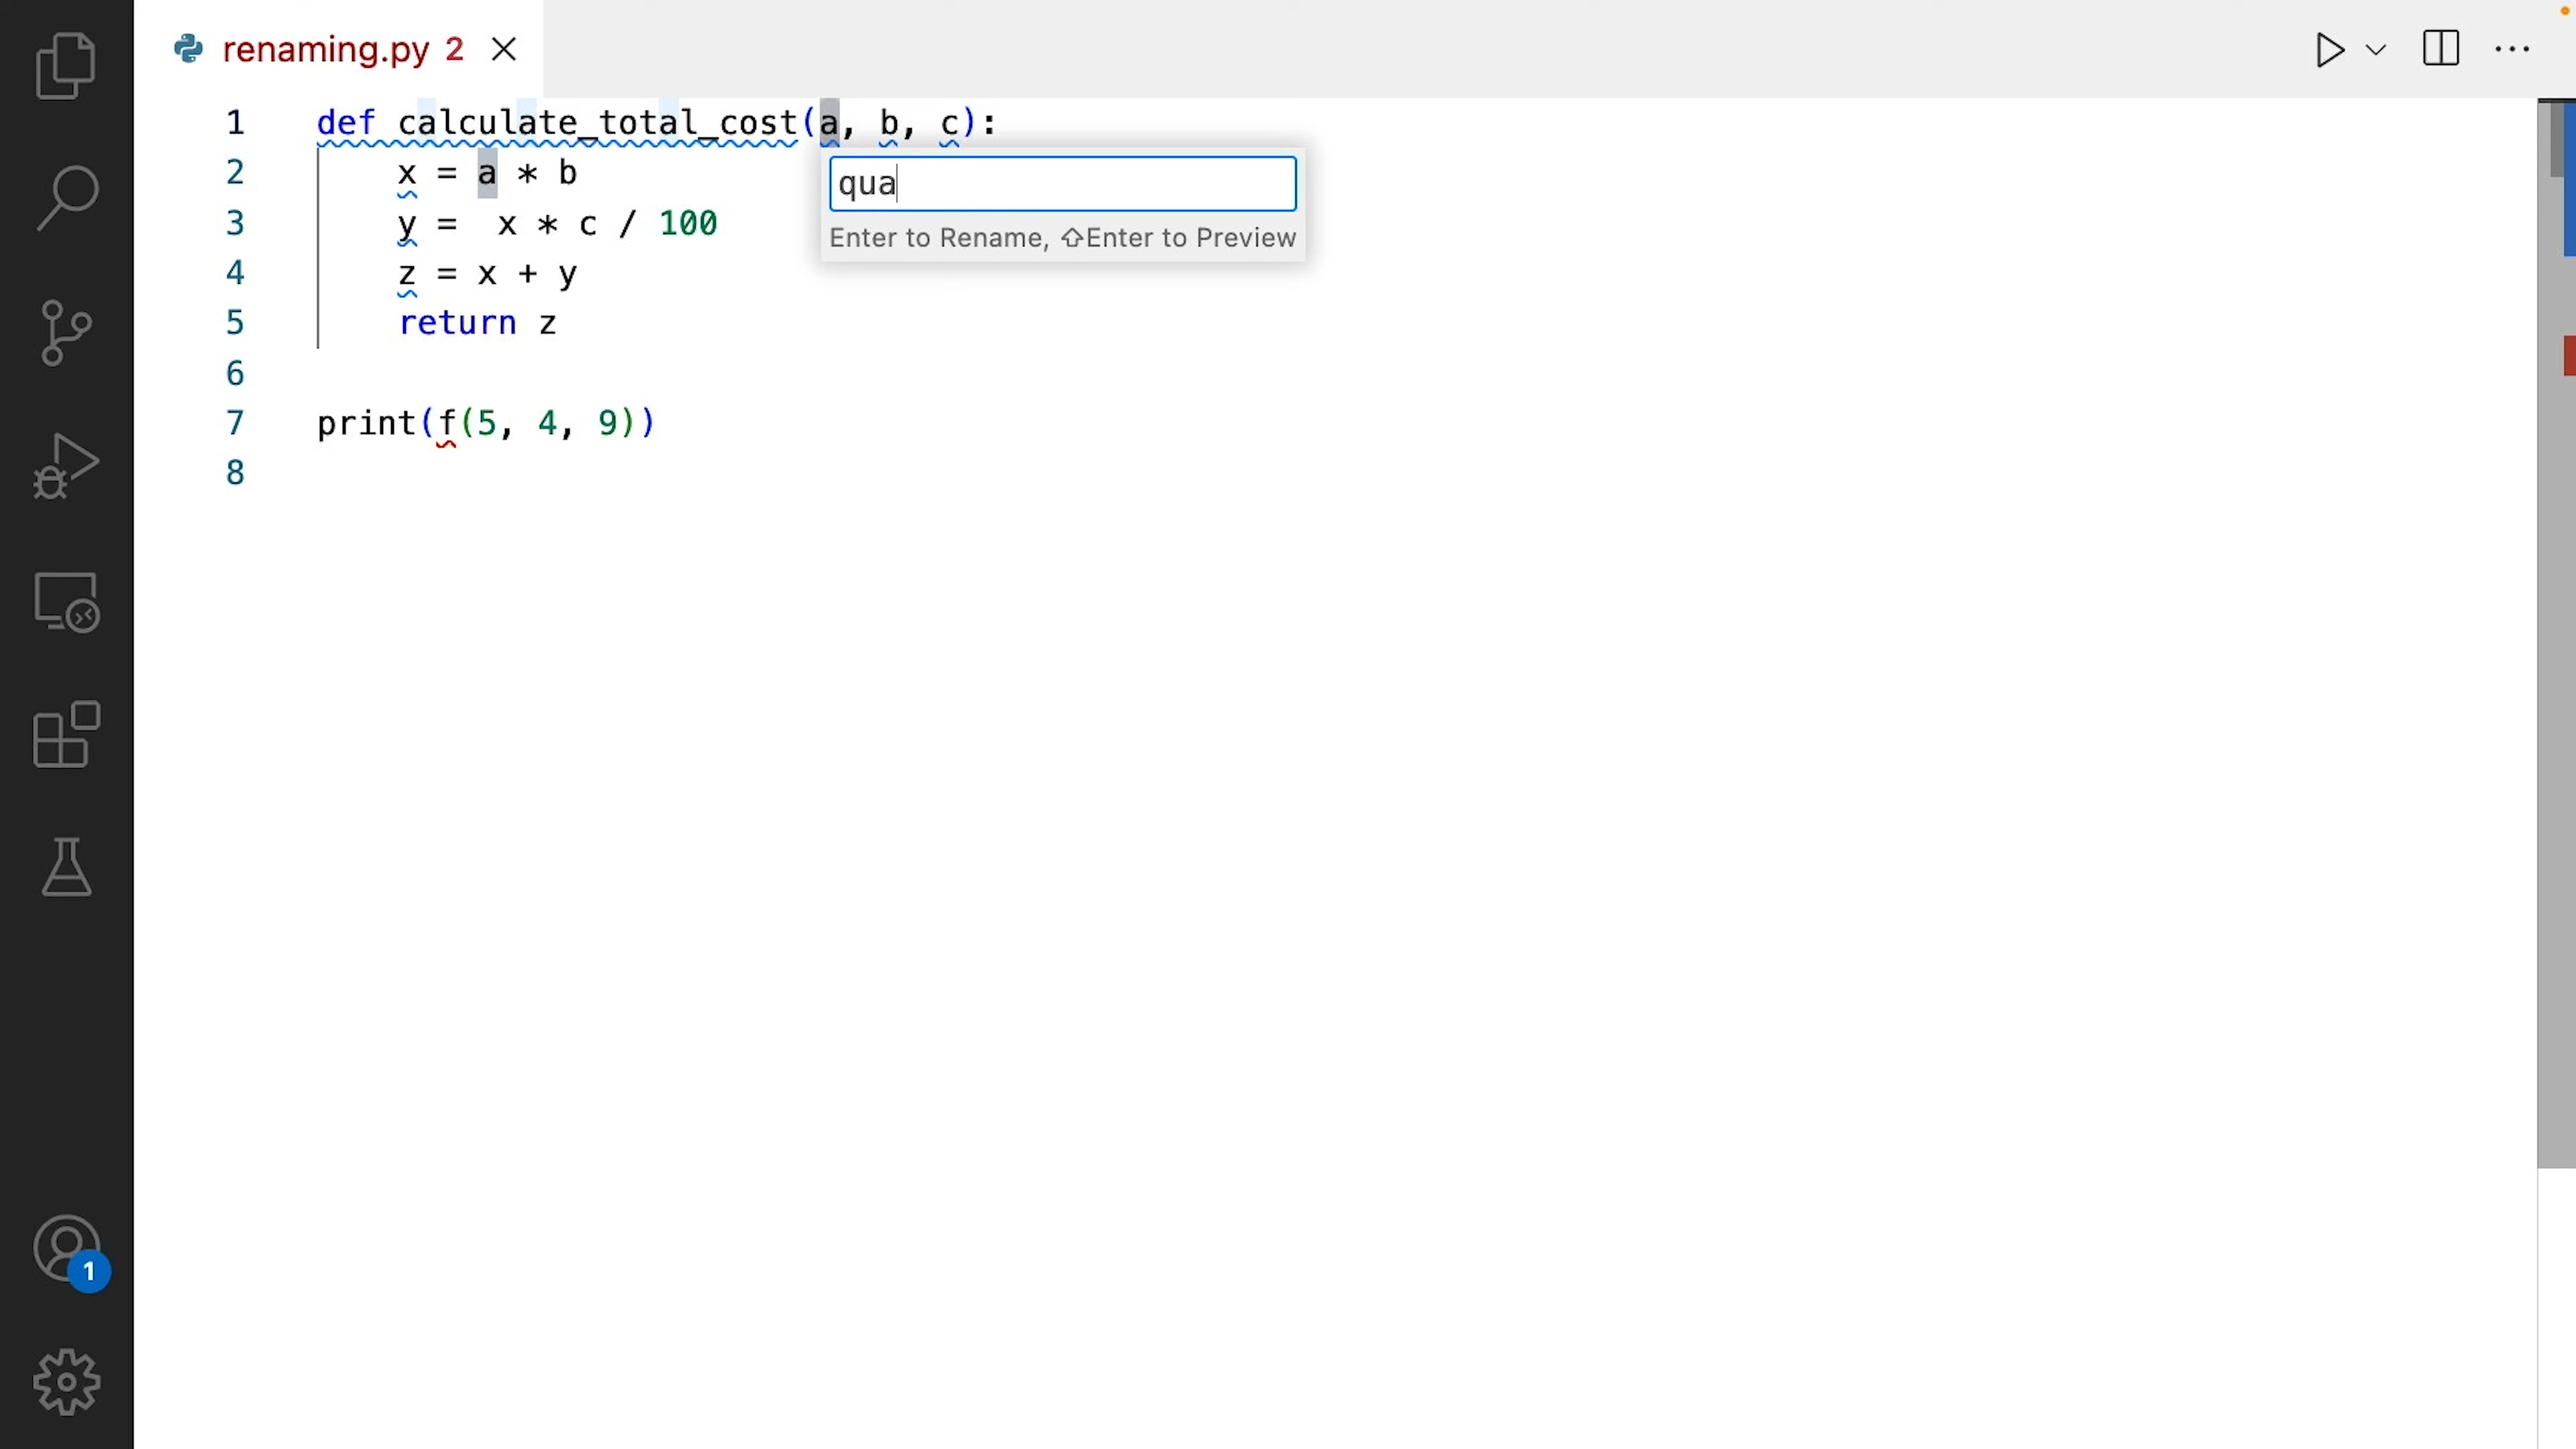 renaming.py 2
1 def calculate_total_cost(a, b, c):
2 x = a * b
qua
3 y =  x * c / 100
Enter to Rename, ⇧Enter to Preview
4 z = x + y
5 return z
6
7 print(f(5, 4, 9))
8
1